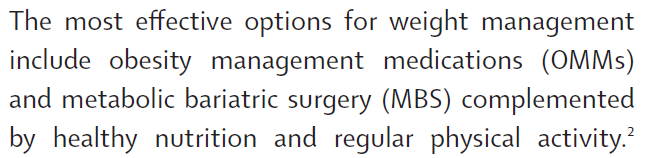 The most effective options for weight management
include obesity management medications (OMMs)
and metabolic bariatric surgery (MBS) complemented
by healthy nutrition and regular physical activity.²